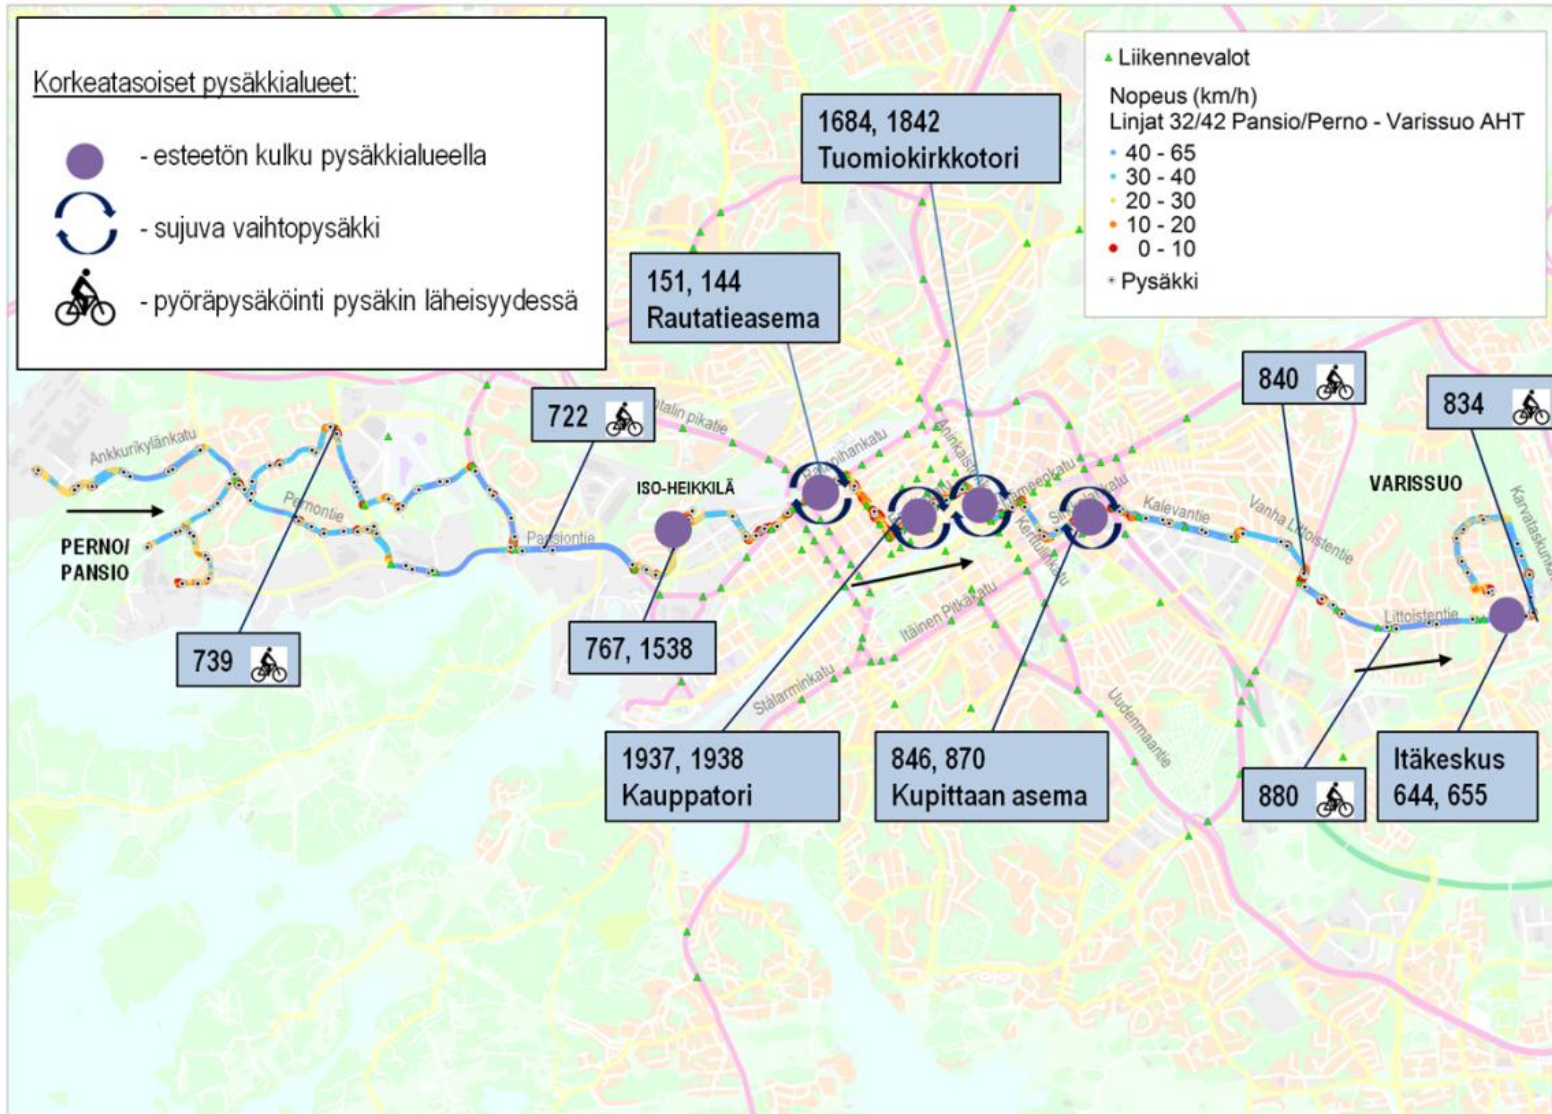 Korkeatasoiset pysäkkialueet:
- esteetön kulku pysäkkialueella
- sujuva vaihtopysäkki
- pyöräpysäköinti pysäkin läheisyydessä
Liikennevalot
Nopeus (km/h)
Linjat 32/42 Pansio/Perno - Varissuo AHT
40 - 65
30 - 40
20 - 30
10 - 20
0 - 10
Pysäkki
1684, 1842
Tuomiokirkkotori
151, 144
Rautatieasema
722
840
834
pikatie
Ankkurikylänkatu
ISO-HEIKKILÄ
VARISSUO
Pernontie
Pansiontie
PERNO/
PANSIO
Kalevantie
Vanha Littoistentie
Littoistentie
Itäinen Pitkäkatu
Stålarminkatu
Uudenmaantie
739
767, 1538
1937, 1938
Kauppatori
846, 870
Kupittaan asema
880
Itäkeskus
644, 655